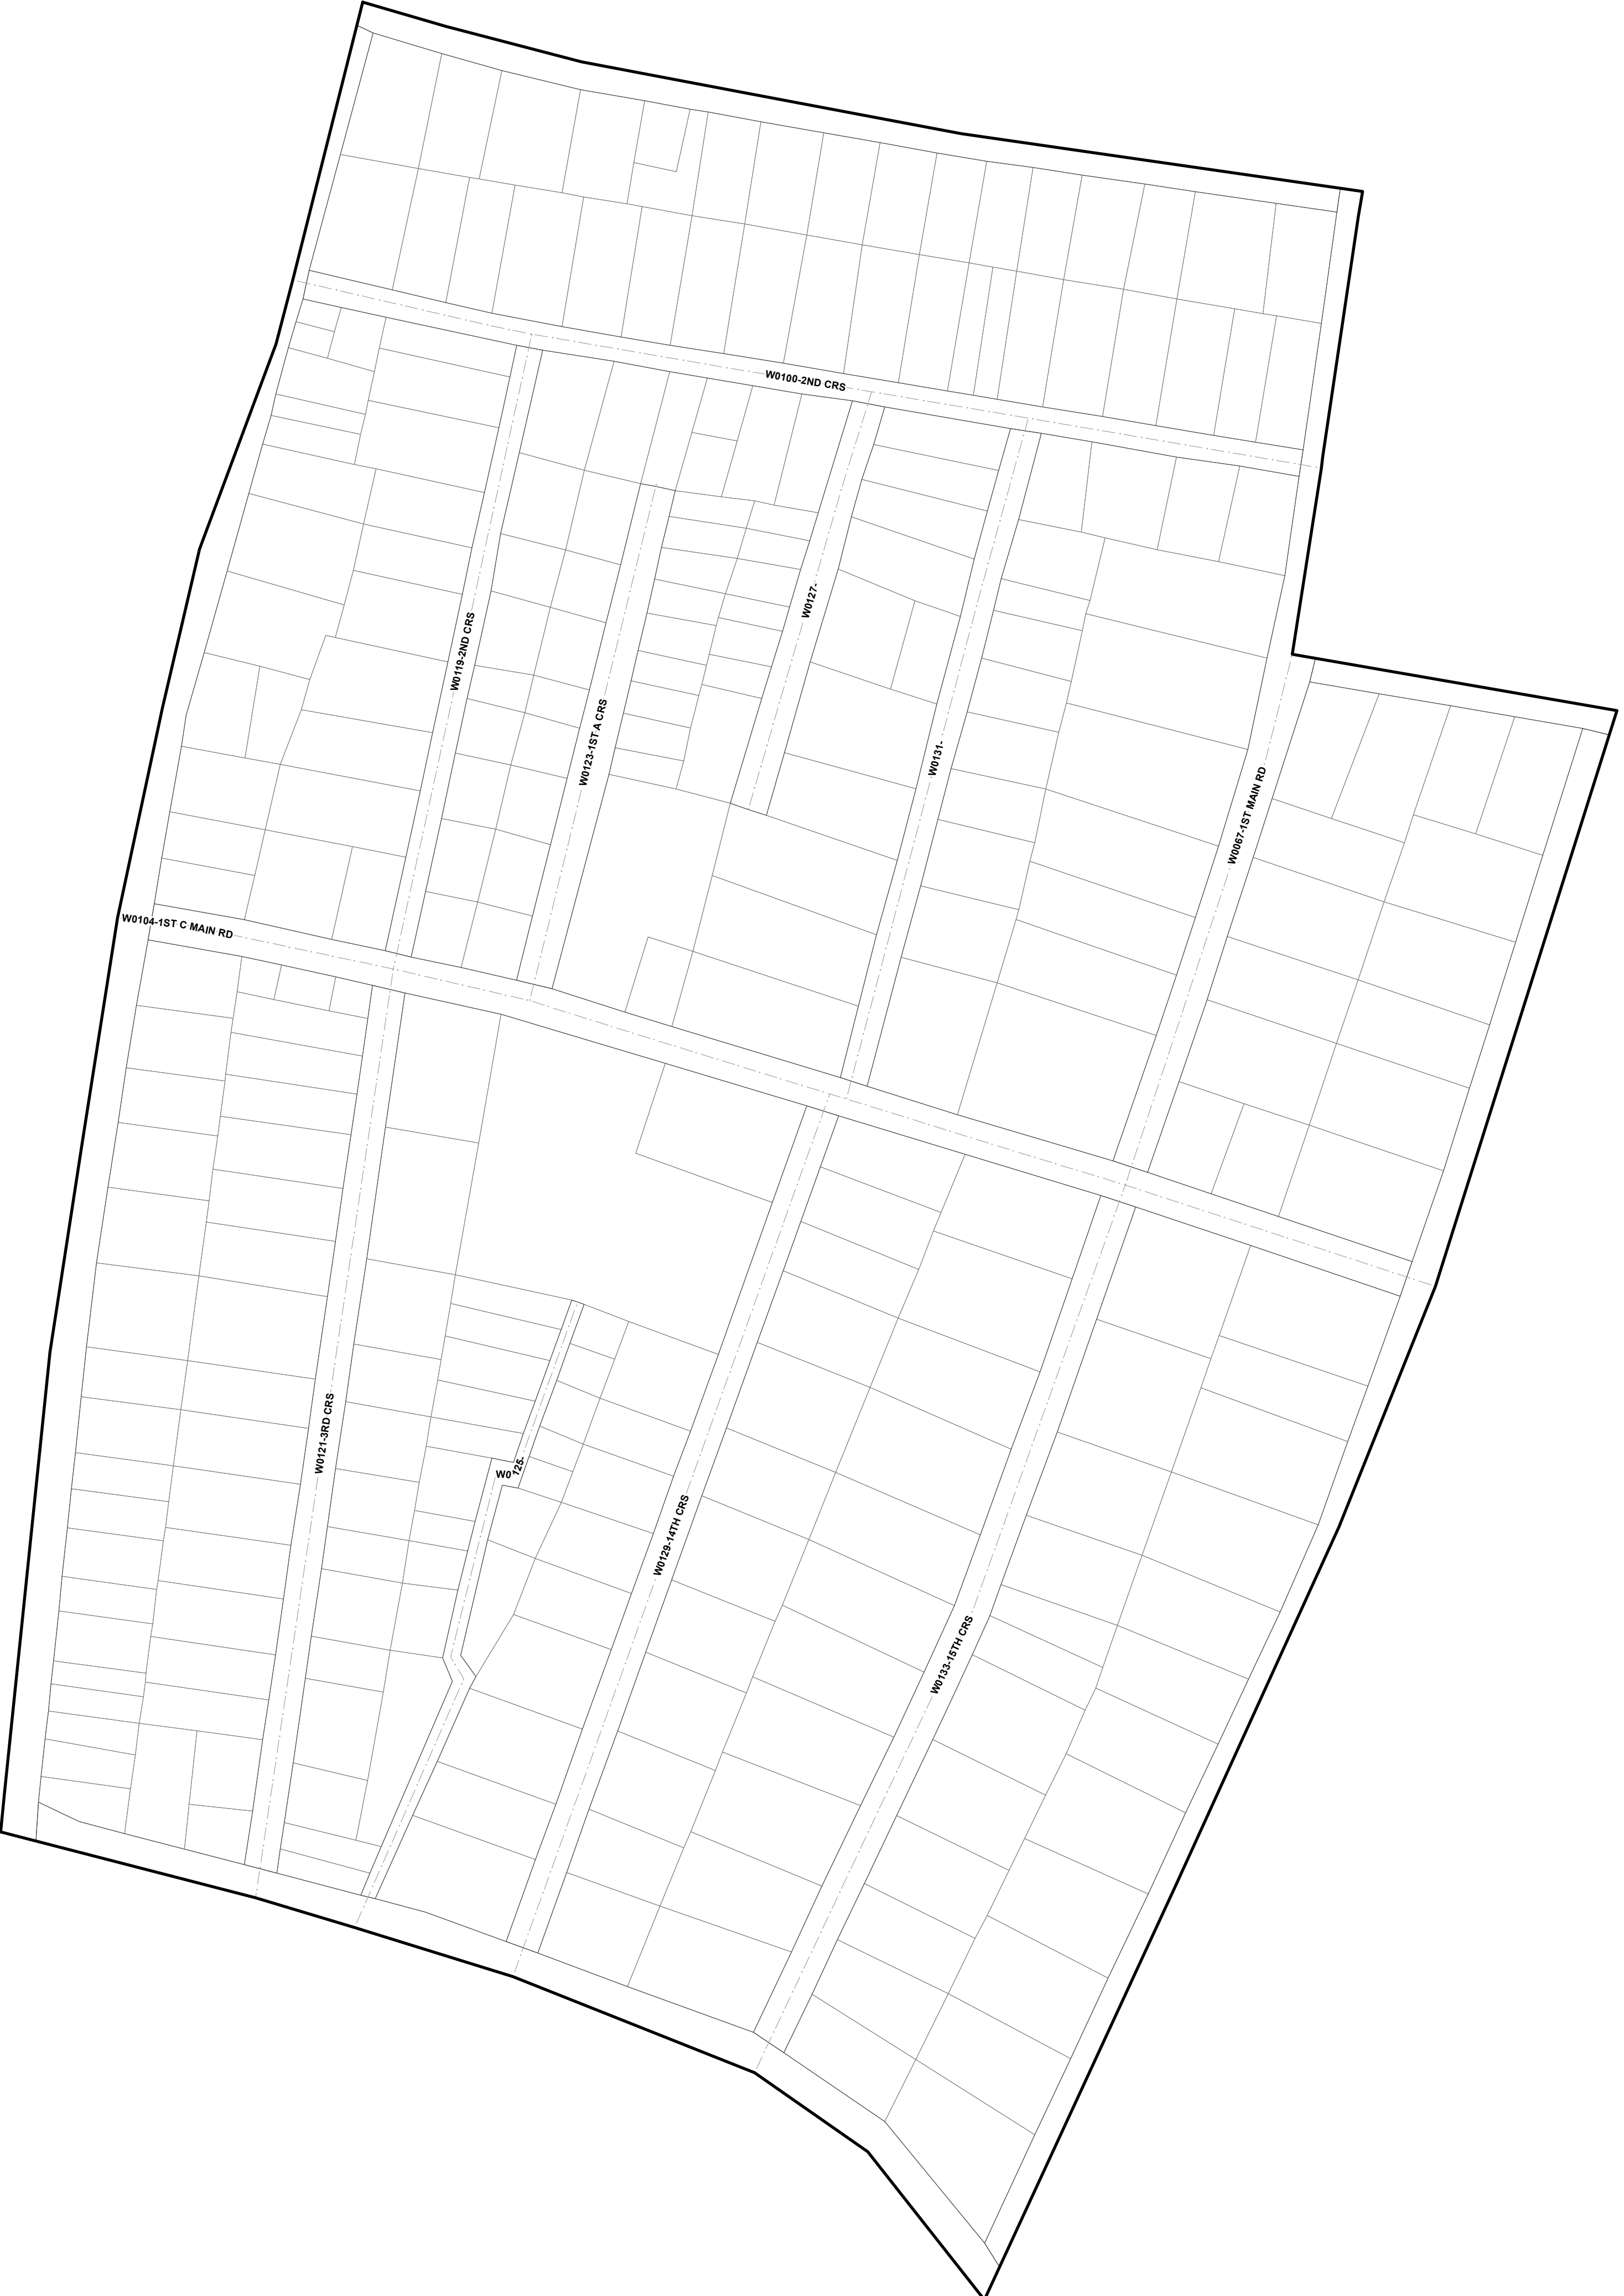 W0100-2ND CRS
W0127-
W0119-2ND CRS
W0123-1ST A CRS
W0131-
W0067-1ST MAIN RD
W0104-1ST C MAIN RD
W0121-3RD CRS
W0125-
W0129-14TH CRS
W0133-15TH CRS